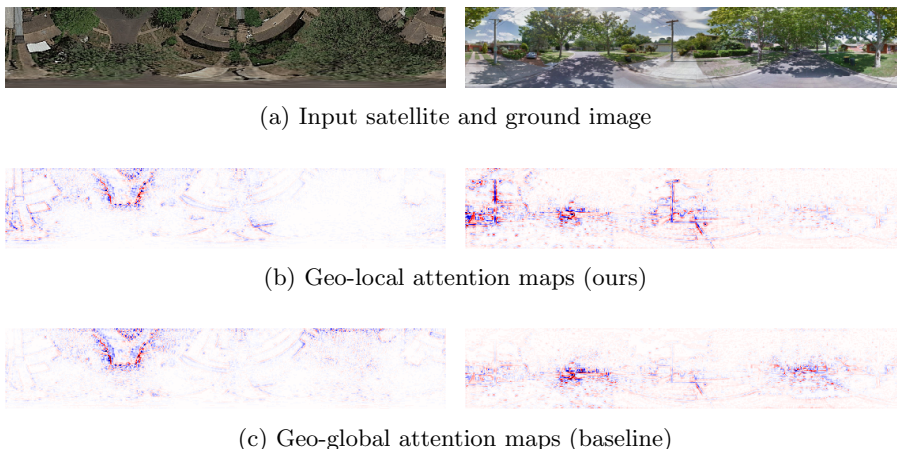 (a) Input satellite and ground image
(b) Geo-local attention maps (ours)
(c) Geo-global attention maps (baseline)